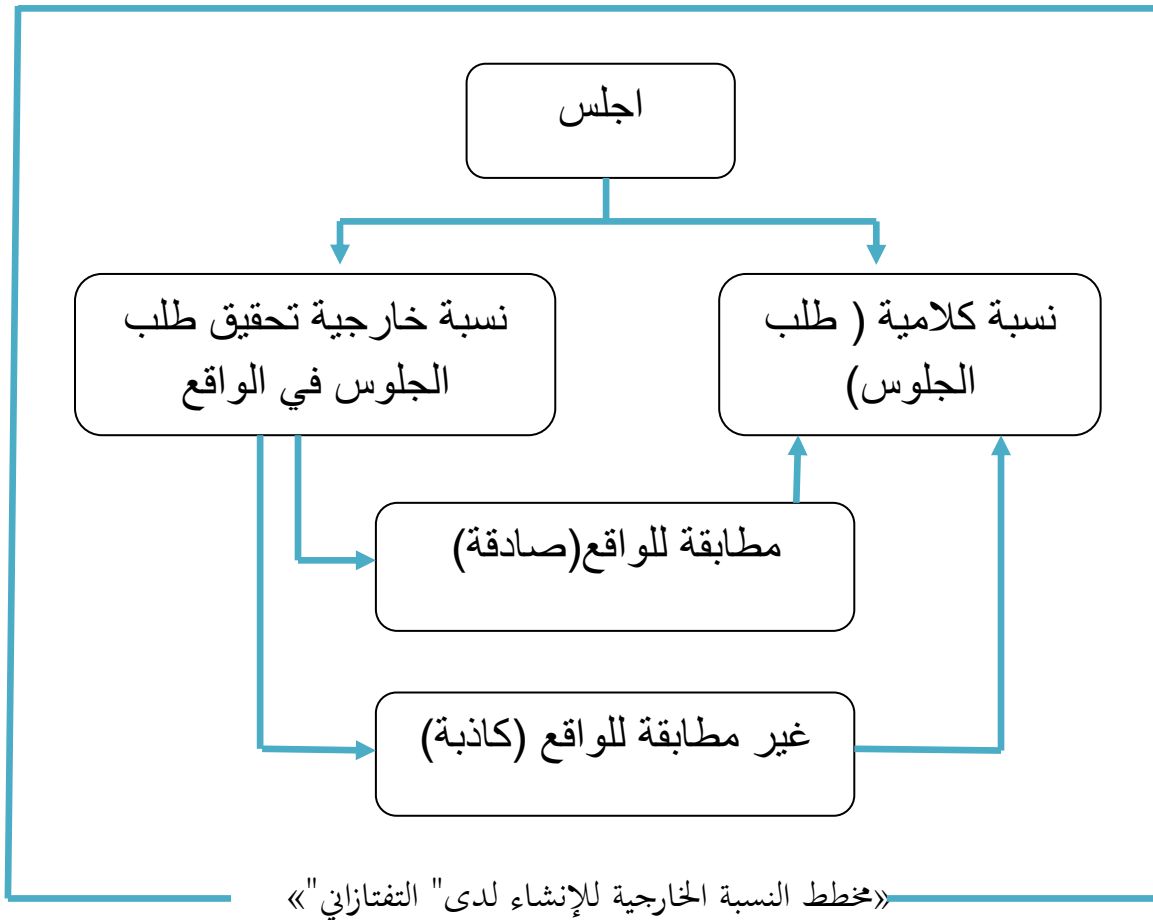 اجلس
نسبة كلامية ( طلب
الجلوس)
نسبة خارجية تحقيق طلب
الجلوس في الواقع
مطابقة للواقع(صادقة)
غير مطابقة للواقع (كاذبة)
«مخطط النسبة الخارجية للإنشاء لدى" التفتازاني"»